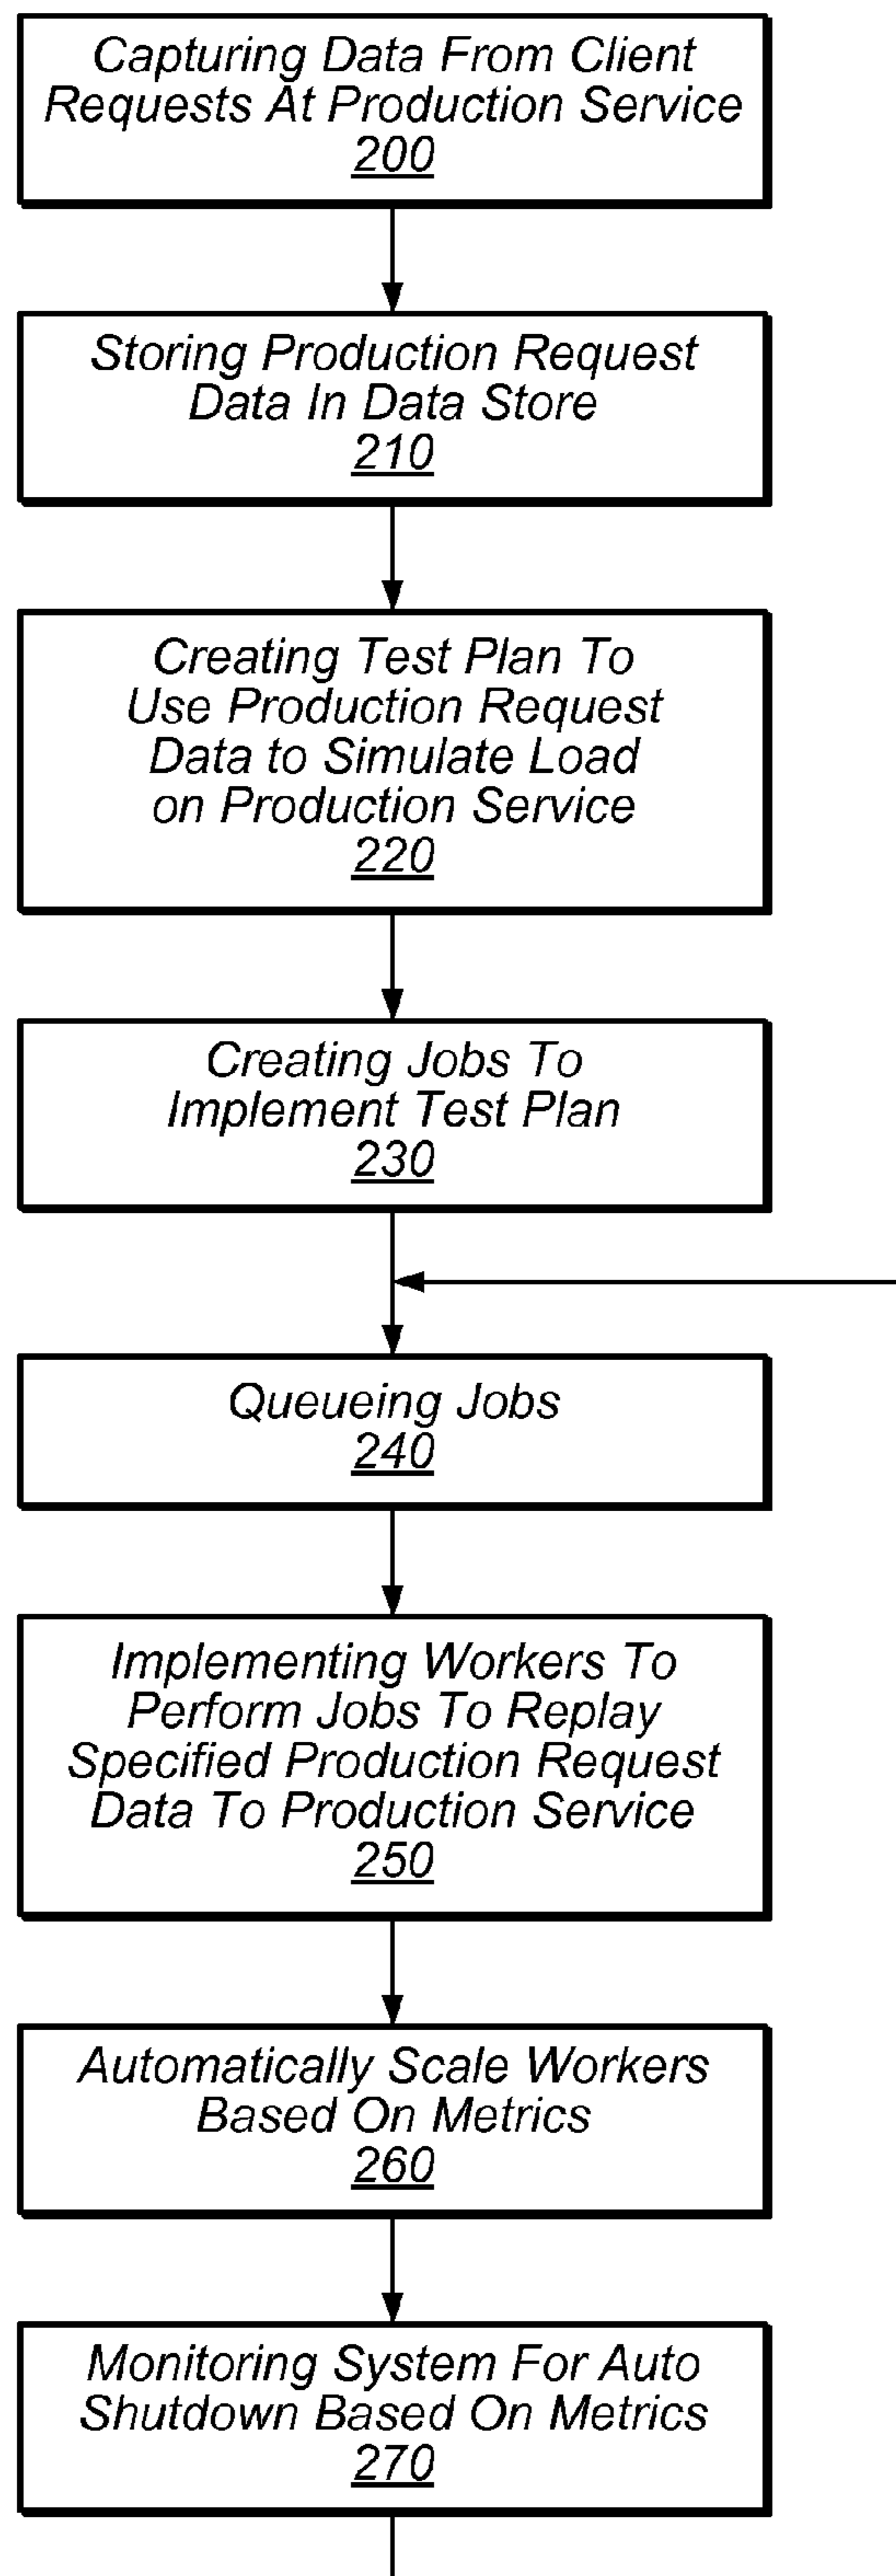 Capturing Data From Client
Requests At Production Service
200
Storing Production Request
Data In Data Store
210
Creating Test Plan To
Use Production Request
Data to Simulate Load
on Production Service
220
Creating Jobs To
Implement Test Plan
230
Queueing Jobs
240
Implementing Workers To
Perform Jobs To Replay
Specified Production Request
Data To Production Service
250
Automatically Scale Workers
Based On Metrics
260
Monitoring System For Auto
Shutdown Based On Metrics
270